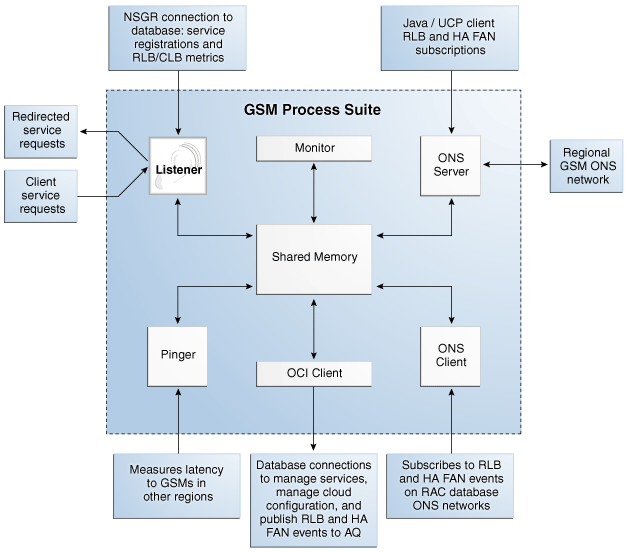 NSGR connection to
database: service
registrations and
RLB/CLB metrics
Java / UCP client
RLB and HA FAN
subscriptions
GSM Process Suite
Redirected
service
requests
Client
service
requests
Listener
Monitor
ONS
Server
Regional
GSM ONS
network
Shared Memory
Pinger
OCI Client
ONS
Client
Measures latency
to GSMs in
other regions
Database connections
to manage services,
manage cloud
configuration, and
publish RLB and HA
FAN events to AQ
Subscribes to RLB
and HA FAN events
on RAC database
ONS networks